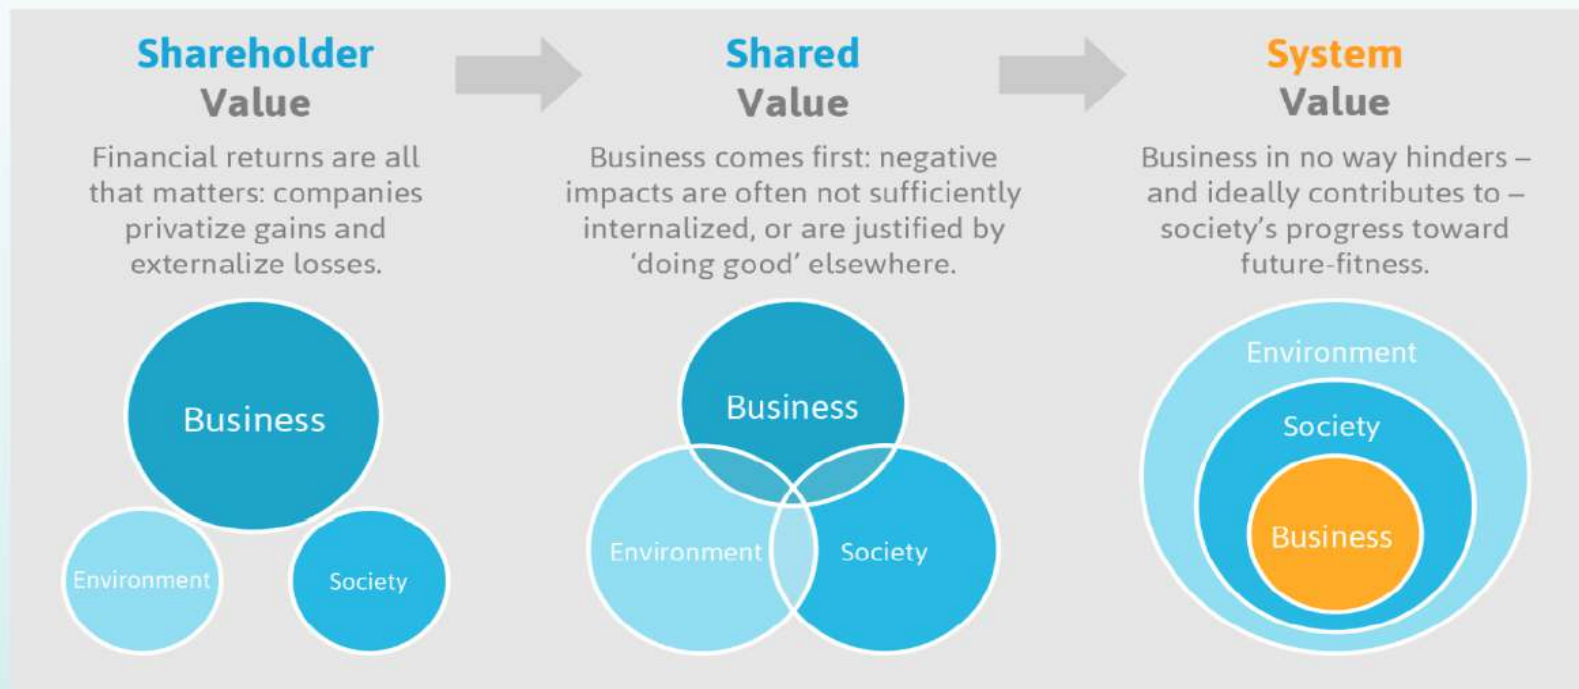 Shareholder
Value
Financial returns are all
that matters: companies
privatize gains and
externalize losses.
Business
Environment
Society
Shared
Value
Business comes first: negative
impacts are often not sufficiently
internalized, or are justified by
‘doing good’ elsewhere.
Business
Environment
Society
System
Value
Business in no way hinders –
and ideally contributes to –
society’s progress toward
future-fitness.
Environment
Society
Business